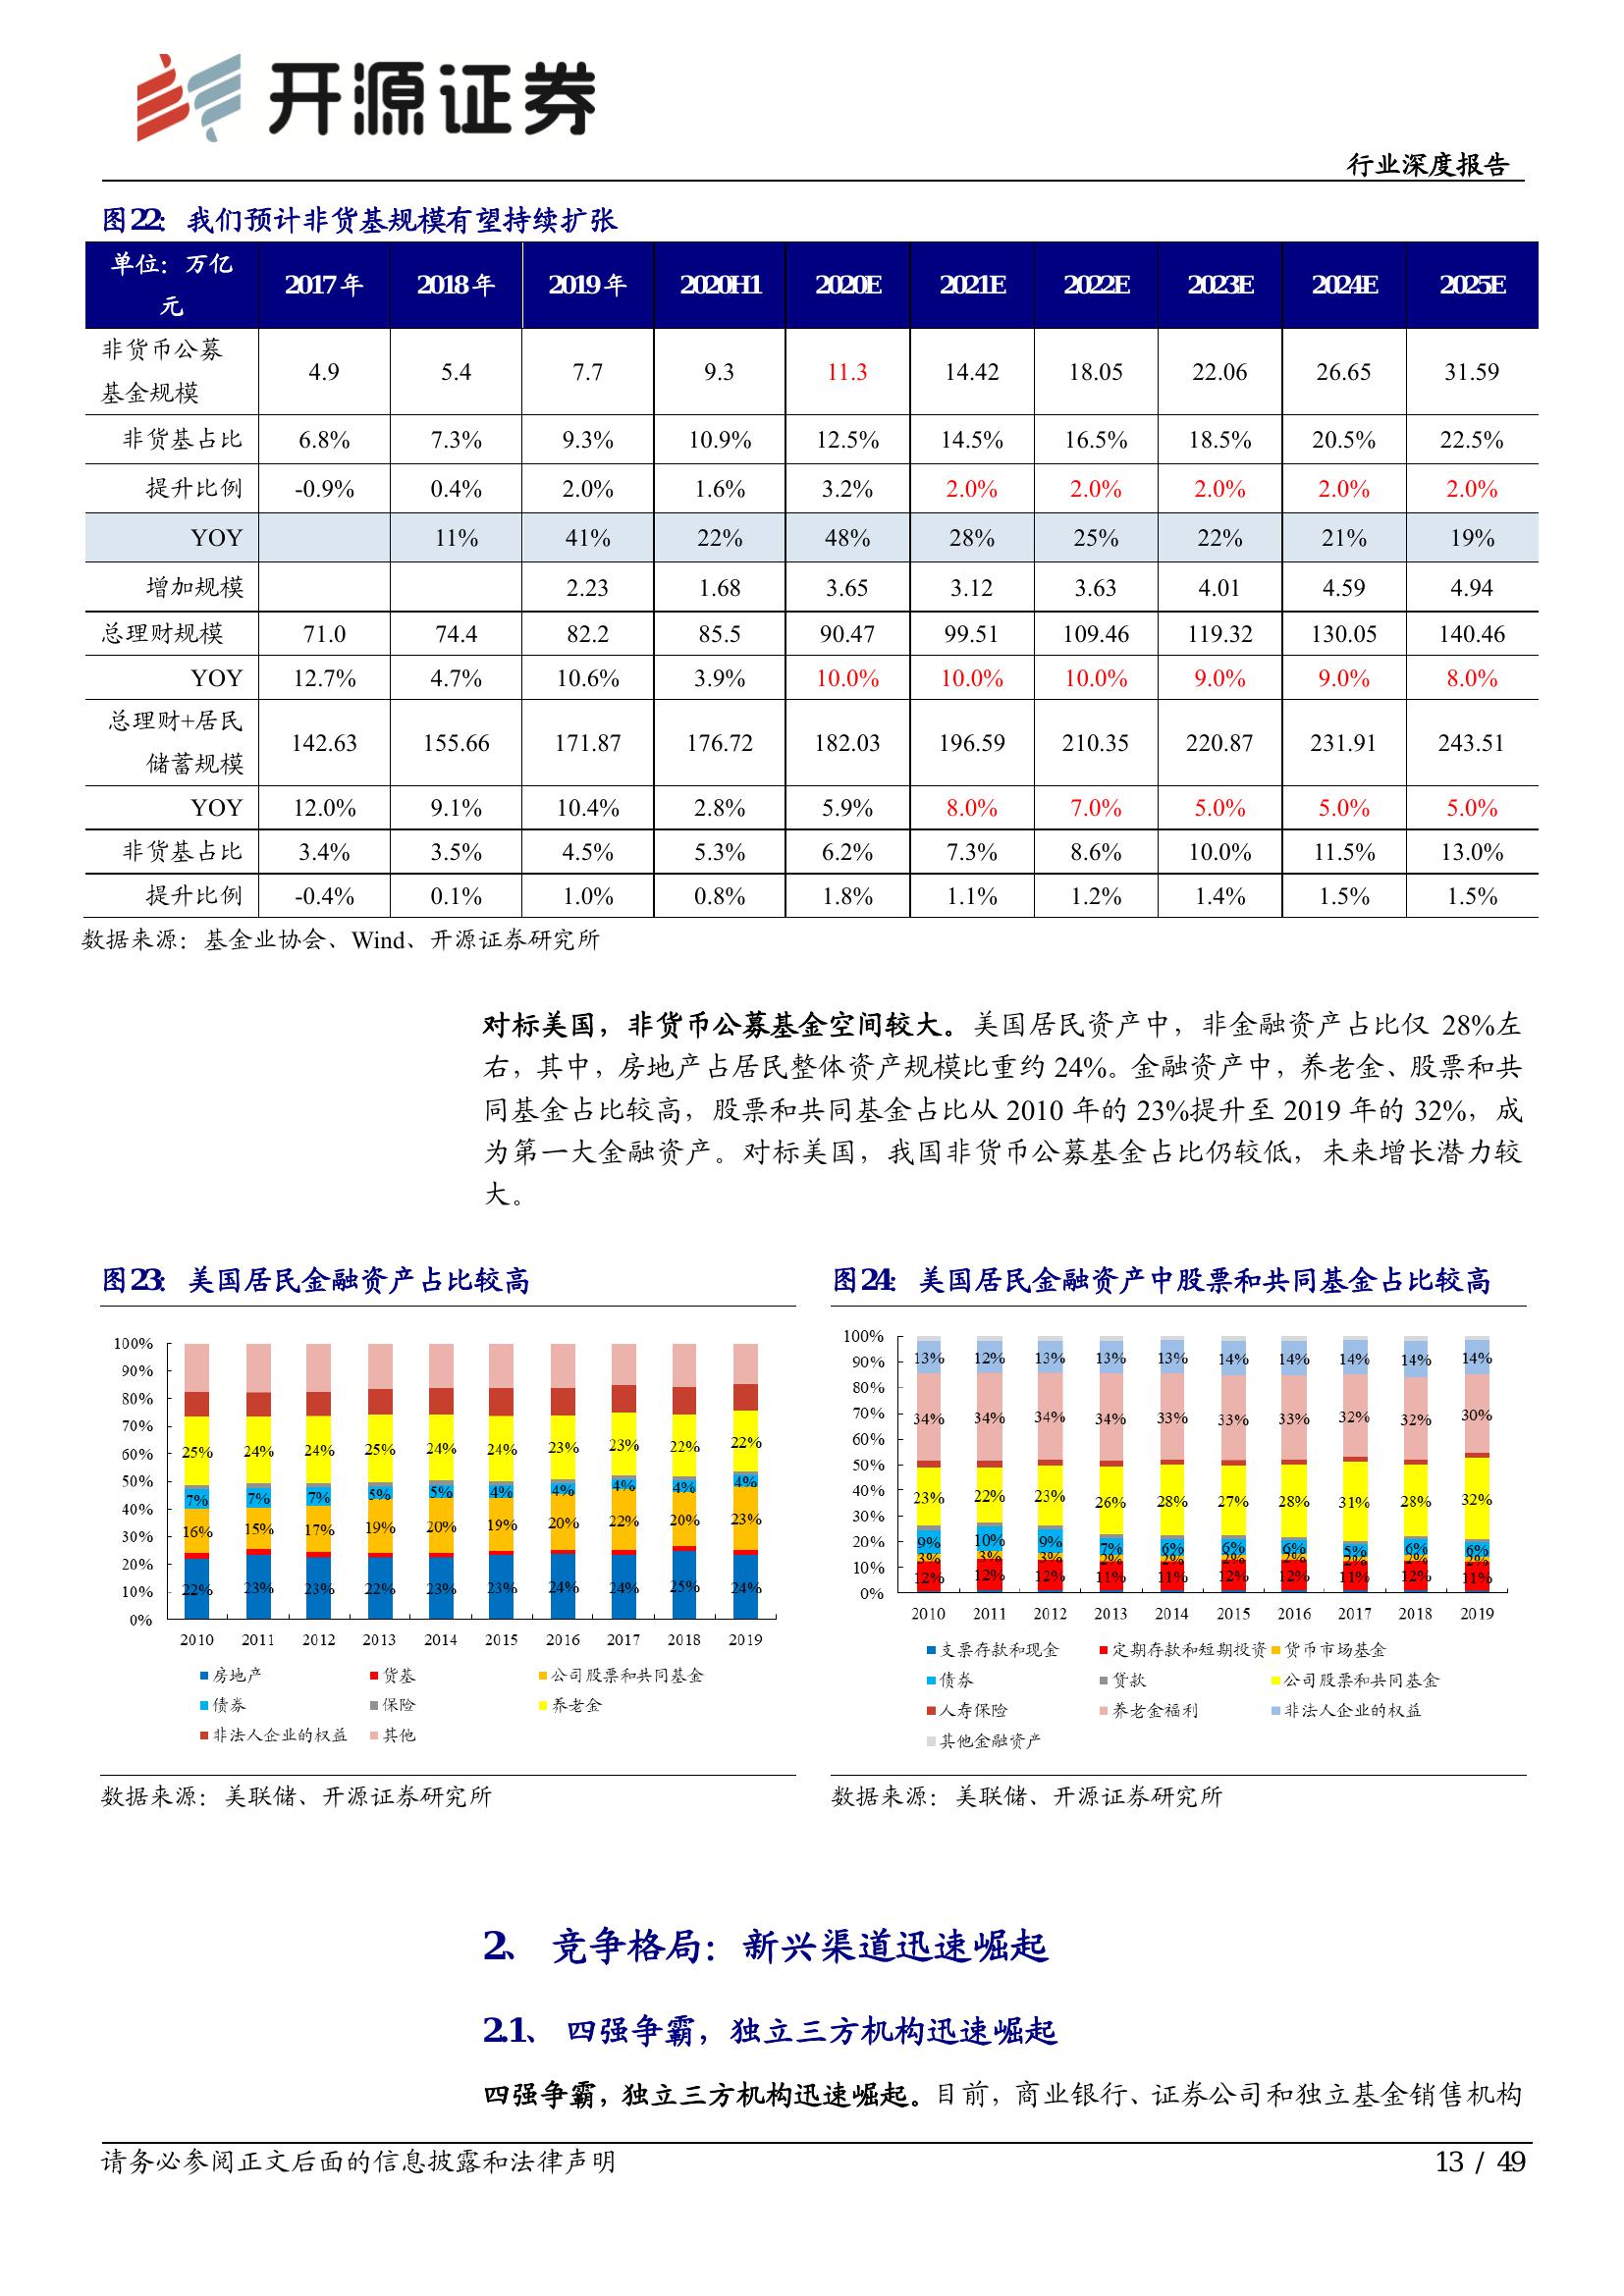 开源证券
行业深度报告
图22：我们预计非货基规模有望持续扩张
单位：万亿元 2017年 2018年 2019年 2020H1 2020E 2021E 2022E 2023E 2024E 2025E
非货币公募基金规模 4.9 5.4 7.7 9.3 11.3 14.42 18.05 22.06 26.65 31.59
非货基占比 6.8% 7.3% 9.3% 10.9% 12.5% 14.5% 16.5% 18.5% 20.5% 22.5%
提升比例 -0.9% 0.4% 2.0% 1.6% 3.2% 2.0% 2.0% 2.0% 2.0% 2.0%
YOY 11% 41% 22% 48% 28% 25% 22% 21% 19%
增加规模 2.23 1.68 3.65 3.12 3.63 4.01 4.59 4.94
总理财规模 71.0 74.4 82.2 85.5 90.47 99.51 109.46 119.32 130.05 140.46
YOY 12.7% 4.7% 10.6% 3.9% 10.0% 10.0% 10.0% 9.0% 9.0% 8.0%
总理财+居民储蓄规模 142.63 155.66 171.87 176.72 182.03 196.59 210.35 220.87 231.91 243.51
YOY 12.0% 9.1% 10.4% 2.8% 5.9% 8.0% 7.0% 5.0% 5.0% 5.0%
非货基占比 3.4% 3.5% 4.5% 5.3% 6.2% 7.3% 8.6% 10.0% 11.5% 13.0%
提升比例 -0.4% 0.1% 1.0% 0.8% 1.8% 1.1% 1.2% 1.4% 1.5% 1.5%
数据来源：基金业协会、Wind、开源证券研究所
对标美国，非货币公募基金空间较大。美国居民资产中，非金融资产占比仅 28%左
右，其中，房地产占居民整体资产规模比重约 24%。金融资产中，养老金、股票和共
同基金占比较高，股票和共同基金占比从 2010 年的 23%提升至 2019 年的 32%，成
为第一大金融资产。对标美国，我国非货币公募基金占比仍较低，未来增长潜力较
大。
图23：美国居民金融资产占比较高
100%
90%
80%
70%
60%
50%
40%
30%
20%
10%
0%
25% 24% 24% 25% 24% 24% 23% 23% 22% 22%
7% 7% 7% 5% 5% 4% 4% 4% 4% 4%
16% 15% 17% 19% 20% 19% 20% 22% 20% 23%
22% 23% 23% 22% 23% 23% 24% 24% 25% 24%
2010 2011 2012 2013 2014 2015 2016 2017 2018 2019
房地产 货基 公司股票和共同基金
债券 保险 养老金
非法人企业的权益 其他
数据来源：美联储、开源证券研究所
图24：美国居民金融资产中股票和共同基金占比较高
100%
90%
80%
70%
60%
50%
40%
30%
20%
10%
0%
13% 12% 13% 13% 13% 14% 14% 14% 14% 14%
34% 34% 34% 34% 33% 33% 33% 32% 32% 30%
23% 22% 23% 26% 28% 27% 28% 31% 28% 32%
9% 10% 9% 7% 6% 6% 6% 5% 6% 6%
3% 3% 3% 2% 2% 2% 2% 2% 2% 2%
12% 12% 12% 11% 11% 12% 12% 11% 12% 11%
2010 2011 2012 2013 2014 2015 2016 2017 2018 2019
支票存款和现金 定期存款和短期投资 货币市场基金
债券 贷款 公司股票和共同基金
人寿保险 养老金福利 非法人企业的权益
其他金融资产
数据来源：美联储、开源证券研究所
2、 竞争格局：新兴渠道迅速崛起
2.1、 四强争霸，独立三方机构迅速崛起
四强争霸，独立三方机构迅速崛起。目前，商业银行、证券公司和独立基金销售机构
请务必参阅正文后面的信息披露和法律声明
13 / 49